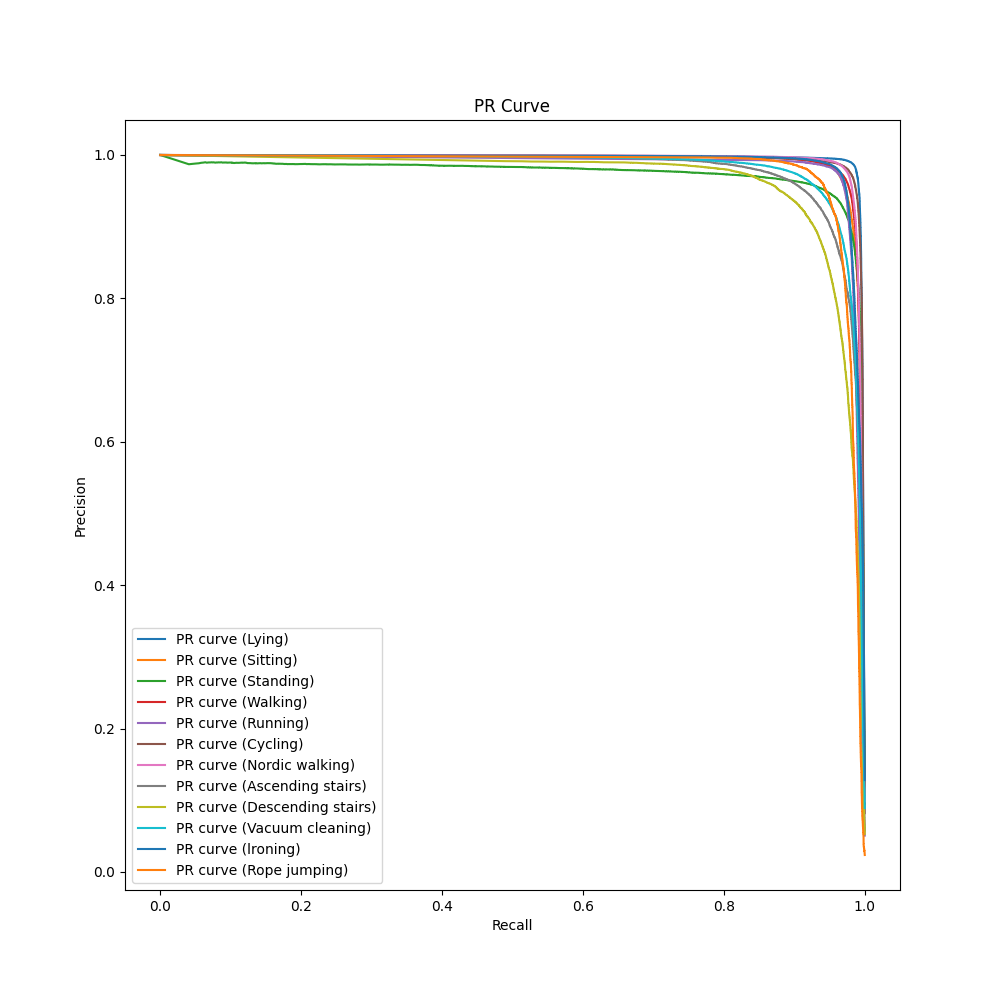 PR Curve
1.0
0.8
0.6
0.4
0.2
0.0
Precision
PR curve (Lying)
PR curve (Sitting)
PR curve (Standing)
PR curve (Walking)
PR curve (Running)
PR curve (Cycling)
PR curve (Nordic walking)
PR curve (Ascending stairs)
PR curve (Descending stairs)
PR curve (Vacuum cleaning)
PR curve (Ironing)
PR curve (Rope jumping)
0.0 0.2 0.4 0.6 0.8 1.0
Recall